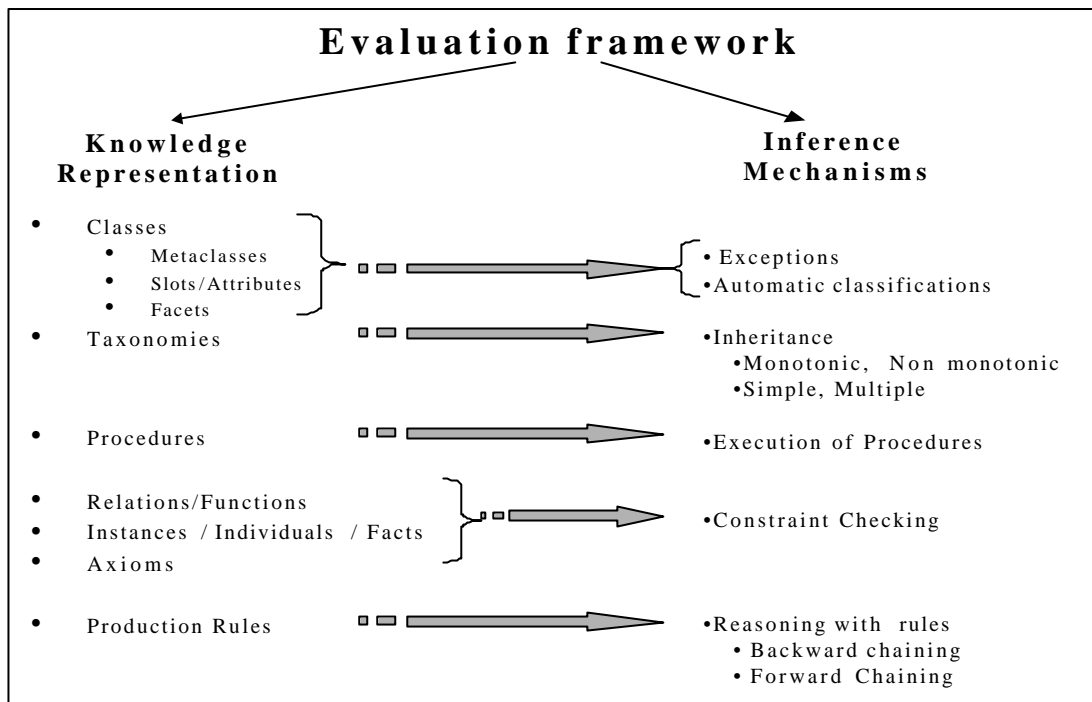 Evaluation framework
Knowledge
Representation
Inference
Mechanisms
• Classes
• Metaclasses
• Slots/Attributes
• Facets
• Exceptions
• Automatic classifications
• Taxonomies
•Inheritance
•Monotonic, Non monotonic
•Simple, Multiple
• Procedures
•Execution of Procedures
• Relations/Functions
• Instances / Individuals / Facts
• Axioms
•Constraint Checking
• Production Rules
•Reasoning with rules
• Backward chaining
• Forward Chaining